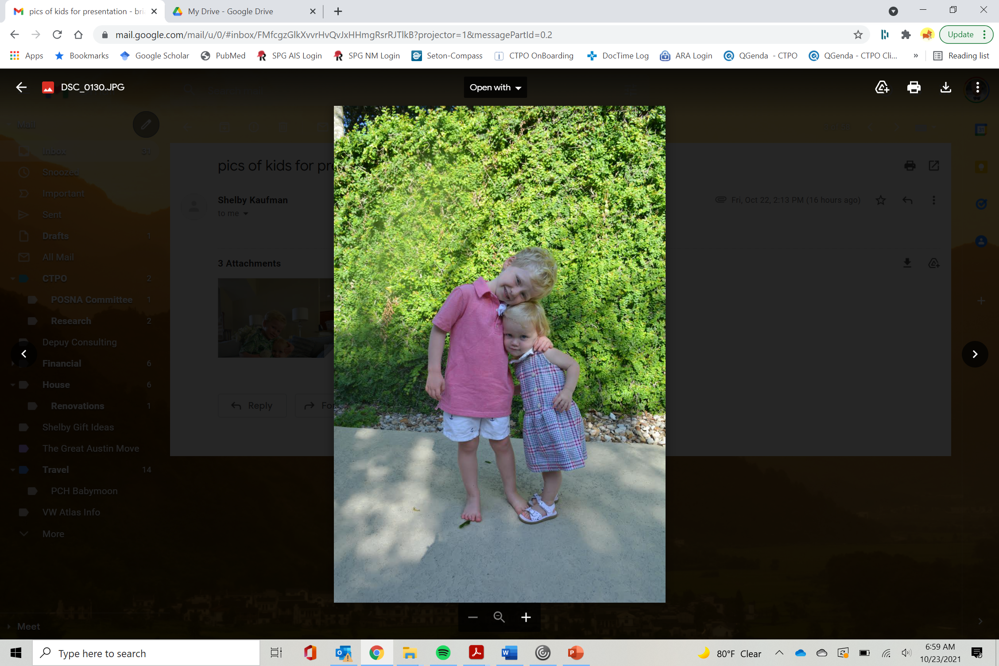 pics of kids for presentation - bri
My Drive - Google Drive
mail.google.com/mail/u/0/#inbox/FMfcgzGlkXvvrHvQvJxHHmgRsrRJTlkB?projector=1&messagePartId=0.2
Update
Apps
Bookmarks
Google Scholar
PubMed
SPG AIS Login
SPG NM Login
Seton-Compass
CTPO OnBoarding
DocTime Log
ARA Login
QGenda - CTPO
QGenda - CTPO Cli...
»
Reading list
DSC_0130.JPG
Open with
Mail
Inbox 31
Snoozed
Important
Sent
Drafts 1
All Mail
CTPO 2
POSNA Committee 1
Research 2
Depuy Consulting
Financial 6
House 6
Renovations 1
Shelby Gift Ideas
The Great Austin Move
Travel 14
PCH Babymoon
VW Atlas Info
More
Meet
pics of kids for pre
Shelby Kaufman
to me
Fri, Oct 22, 2:13 PM (16 hours ago)
3 Attachments
Reply
For
Type here to search
80°F Clear
6:59 AM
10/23/2021